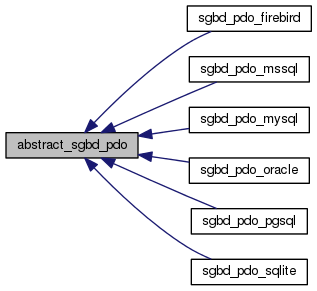 sgbd_pdo_firebird
sgbd_pdo_mssql
sgbd_pdo_mysql
abstract_sgbd_pdo
sgbd_pdo_oracle
sgbd_pdo_pgsql
sgbd_pdo_sqlite